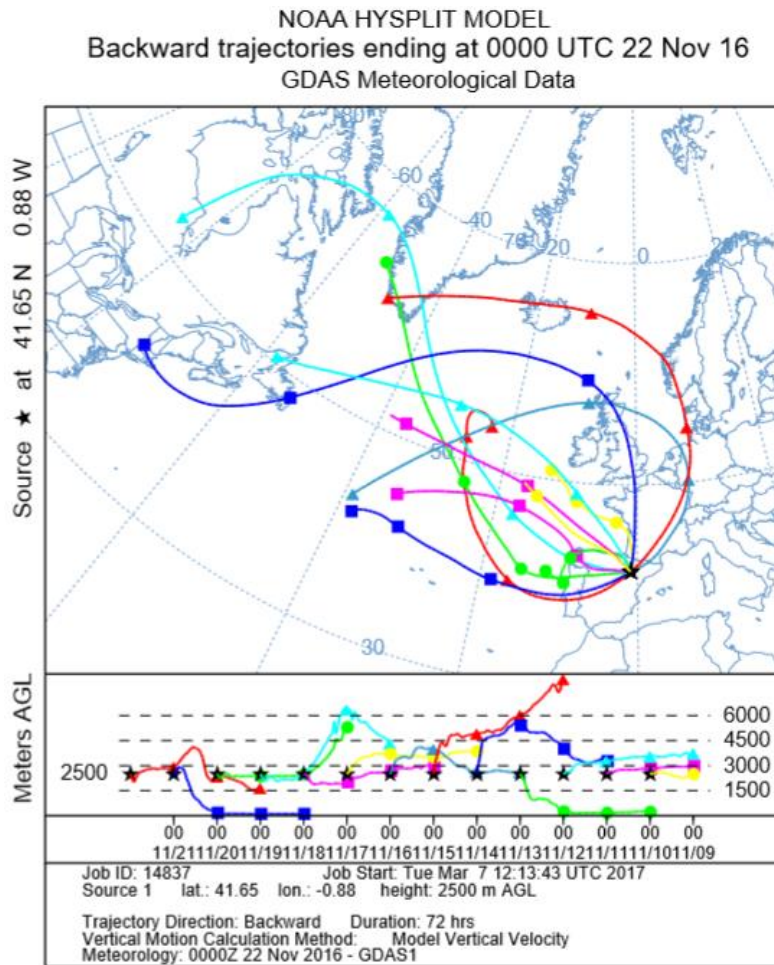 NOAA HYSPLIT MODEL
Backward trajectories ending at 0000 UTC 22 Nov 16
GDAS Meteorological Data
Source ★ at 41.65 N 0.88 W
80
60
40
70 20
0
50
30
Meters AGL
2500
6000
4500
3000
1500
00 00 00 00 00 00 00 00 00 00 00 00 00
11/21 11/20 11/19 11/18 11/17 11/16 11/15 11/14 11/13 11/12 11/11 11/10 11/09
Job ID: 14837 Job Start: Tue Mar 7 12:13:43 UTC 2017
Source 1 lat.: 41.65 lon.: -0.88 height: 2500 m AGL
Trajectory Direction: Backward Duration: 72 hrs
Vertical Motion Calculation Method: Model Vertical Velocity
Meteorology: 0000Z 22 Nov 2016 - GDAS1